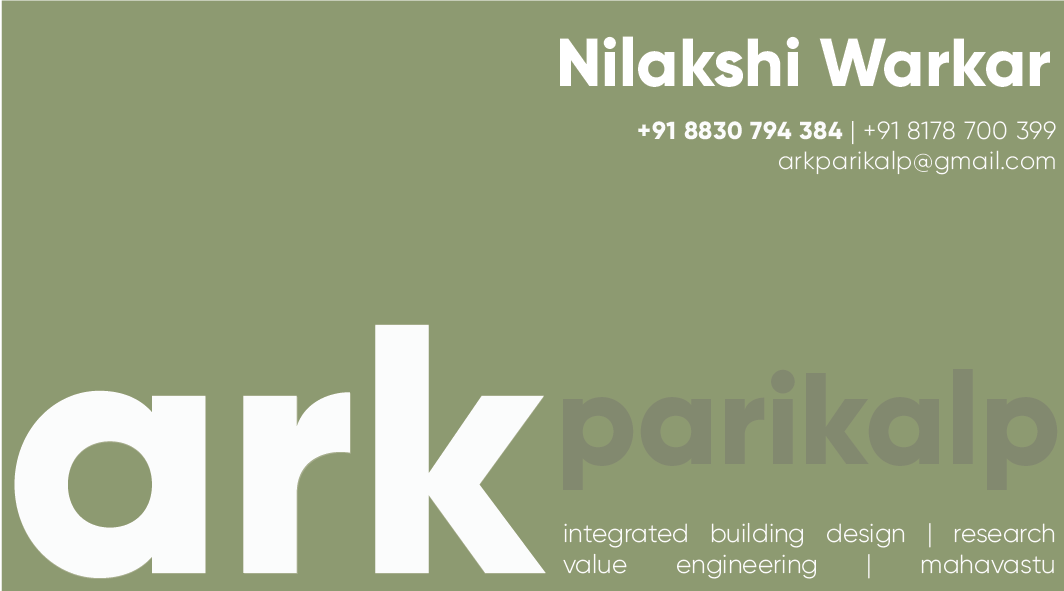 Nilakshi Warkar
+91 8830 794 384 | +91 8178 700 399
arkparikalp@gmail.com
ark parikalp
integrated building design | research
value engineering | mahavastu